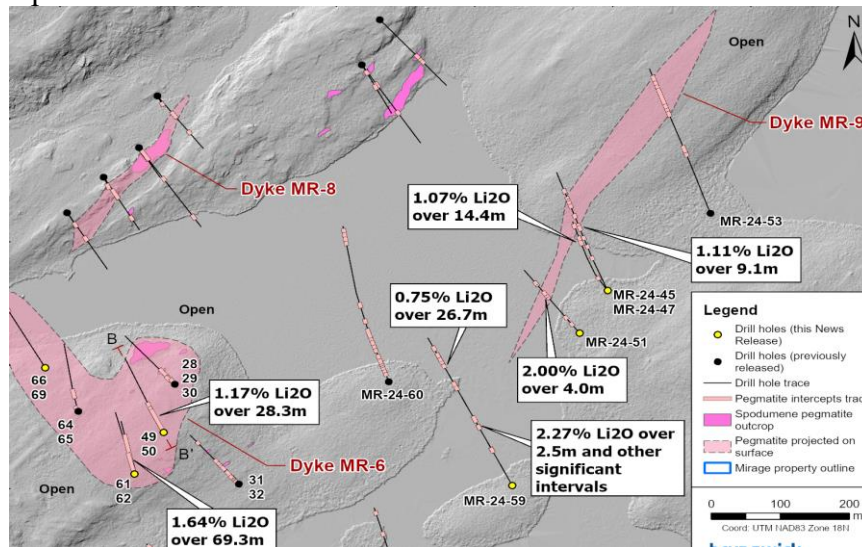 Open
N
Dyke MR-9
Dyke MR-8
1.07% Li2O
over 14.4m
MR-24-53
1.11% Li2O
over 9.1m
MR-24-45
MR-24-47
Open
0.75% Li2O
over 26.7m
MR-24-51
B
28
29
30
66
69
64
65
1.17% Li2O
over 28.3m
MR-24-60
2.00% Li2O
over 4.0m
49
50
B'
Dyke MR-6
2.27% Li2O over
2.5m and other
significant
intervals
61
62
31
32
MR-24-59
Open
1.64% Li2O
over 69.3m
Legend
Drill holes (this News
Release)
Drill holes (previously
released)
Drill hole trace
Pegmatite intercepts trac
Spodumene pegmatite
outcrop
Pegmatite projected on
surface
Mirage property outline
0 100 200
m
Coord: UTM NAD83 Zone 18N